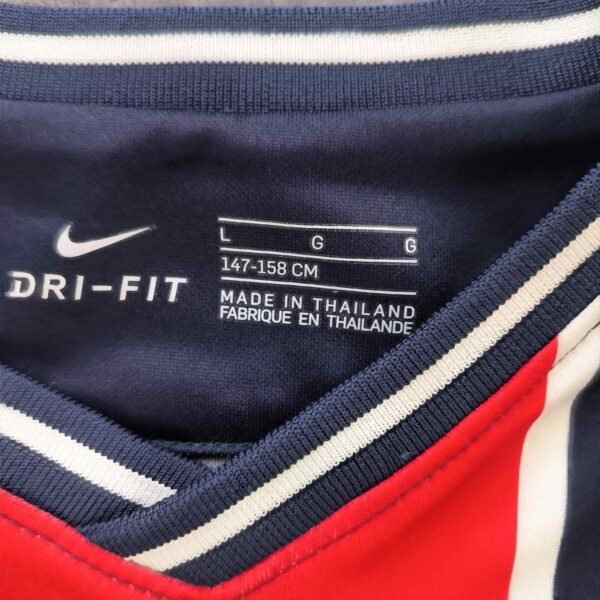 DRI-FIT
L G G
147-158 CM
MADE IN THAILAND
FABRIQUE EN THAILANDE